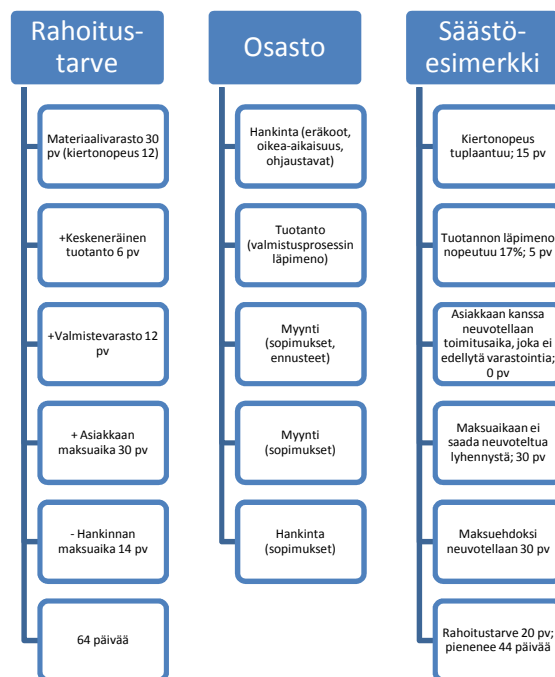 Rahoitus-
tarve
Materiaalivarasto 30
pv (kiertonopeus 12)
+Keskeneräinen
tuotanto 6 pv
+Valmistevarasto 12
pv
+ Asiakkaan
maksuaika 30 pv
- Hankinnan
maksuaika 14 pv
64 päivää
Osasto
Hankinta (eräkoot,
oikea-aikaisuus,
ohjaustavat)
Tuotanto
(valmistusprosessin
läpimeno)
Myynti
(sopimukset,
ennusteet)
Myynti
(sopimukset)
Hankinta
(sopimukset)
Säästö-
esimerkki
Kiertonopeus
tuplaantuu; 15 pv
Tuotannon läpimeno
nopeutuu 17%; 5 pv
Asiakkaan kanssa
neuvotellaan
toimitusaika, joka ei
edellytä varastointia;
0 pv
Maksuaikaan ei
saada neuvoteltua
lyhennystä; 30 pv
Maksuehdoksi
neuvotellaan 30 pv
Rahoitustarve 20 pv;
pienenee 44 päivää